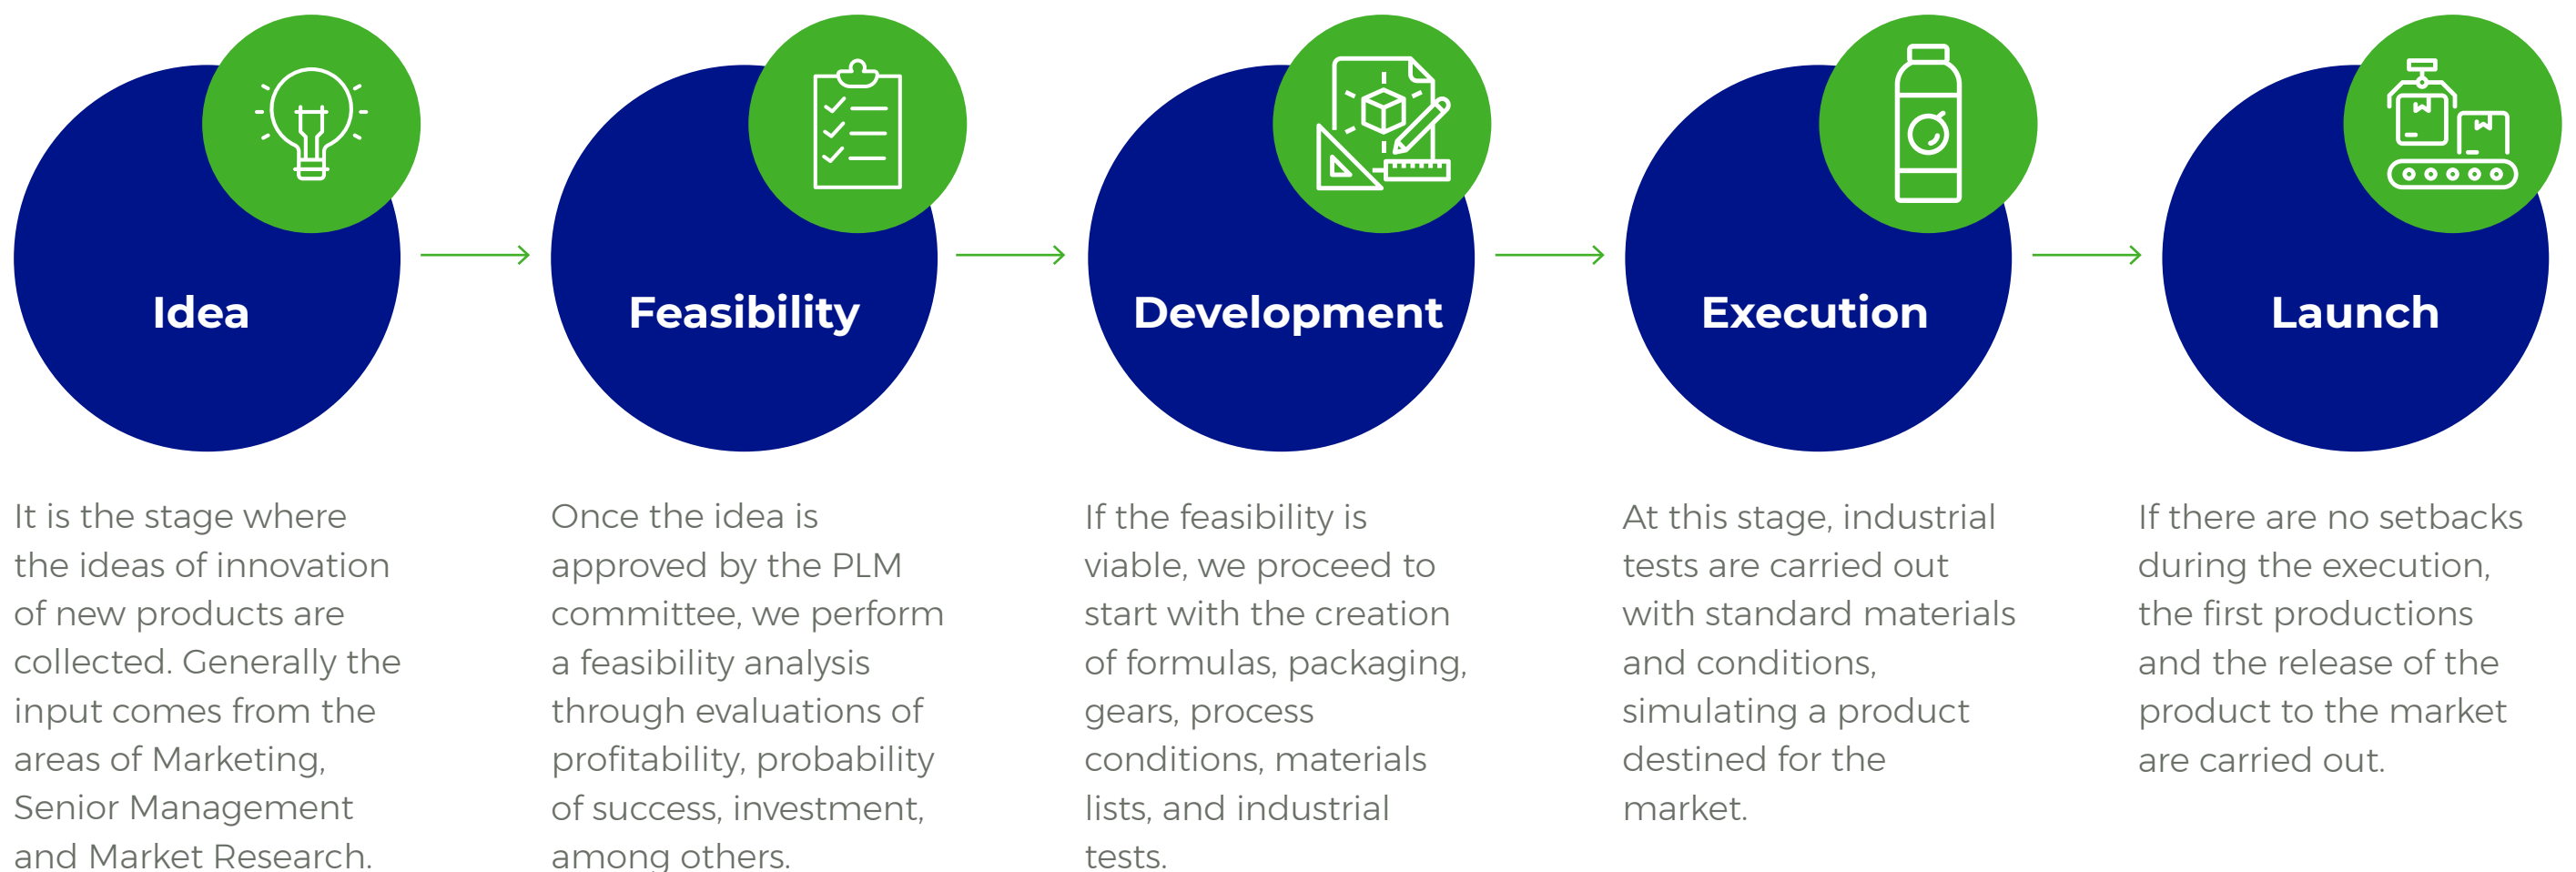 Idea
Feasibility
Development
Execution
Launch
It is the stage where
the ideas of innovation
of new products are
collected. Generally the
input comes from the
areas of Marketing,
Senior Management
and Market Research.
Once the idea is
approved by the PLM
committee, we perform
a feasibility analysis
through evaluations of
profitability, probability
of success, investment,
among others.
If the feasibility is
viable, we proceed to
start with the creation
of formulas, packaging,
gears, process
conditions, materials
lists, and industrial
tests.
At this stage, industrial
tests are carried out
with standard materials
and conditions,
simulating a product
destined for the
market.
If there are no setbacks
during the execution,
the first productions
and the release of the
product to the market
are carried out.